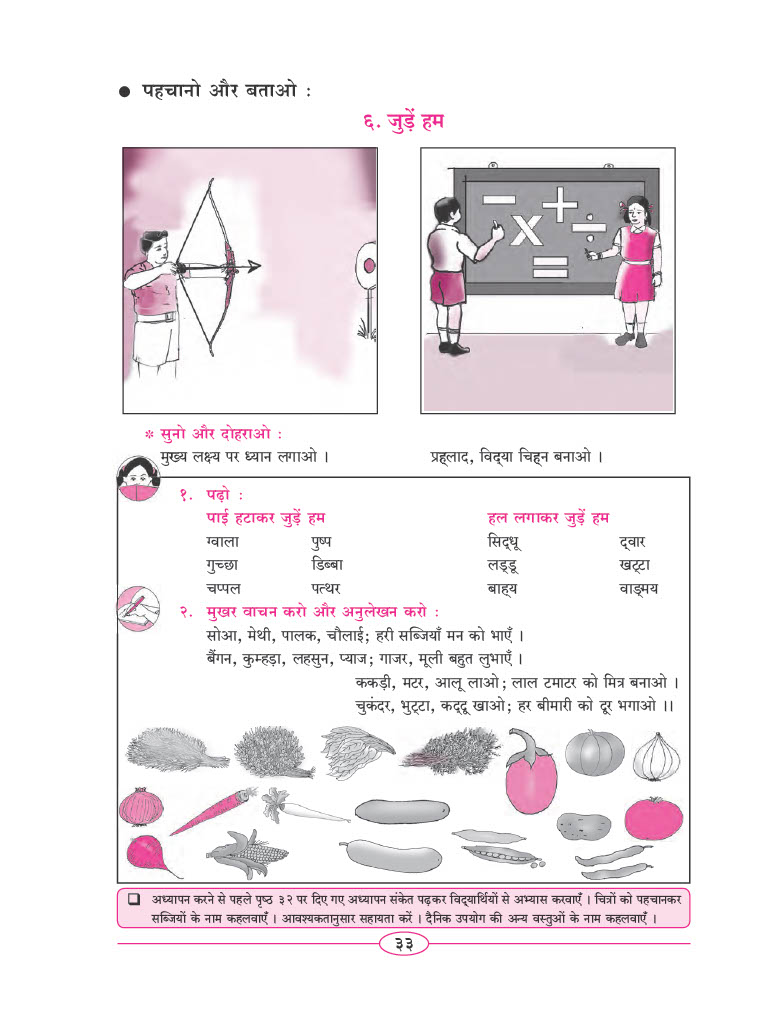 ● पहचानो और बताओ :
६. जुड़ें हम
− + × ÷ =
* सुनो और दोहराओ :
मुख्य लक्ष्य पर ध्यान लगाओ । प्रह्लाद, विद्‌या चिह्‌न बनाओ ।
१. पढ़ो :
पाई हटाकर जुड़ें हम हल लगाकर जुड़ें हम
ग्वाला पुष्प सिद्‌धू द्‌वार
गुच्छा डिब्बा लड्‌डू खट्‌टा
चप्पल पत्थर बाह्‌य वाङ्‌मय
२. मुखर वाचन करो और अनुलेखन करो :
सोआ, मेथी, पालक, चौलाई; हरी सब्जियाँ मन को भाएँ ।
बैंगन, कुम्हड़ा, लहसुन, प्याज; गाजर, मूली बहुत लुभाएँ ।
ककड़ी, मटर, आलू लाओ; लाल टमाटर को मित्र बनाओ ।
चुकंदर, भुट्‌टा, कद्‌दू खाओ; हर बीमारी को दूर भगाओ ।।
❑ अध्यापन करने से पहले पृष्ठ ३२ पर दिए गए अध्यापन संकेत पढ़कर विद्‌यार्थियों से अभ्यास करवाएँ । चित्रों को पहचानकर
सब्जियों के नाम कहलवाएँ । आवश्यकतानुसार सहायता करें । दैनिक उपयोग की अन्य वस्तुओं के नाम कहलवाएँ ।
३३